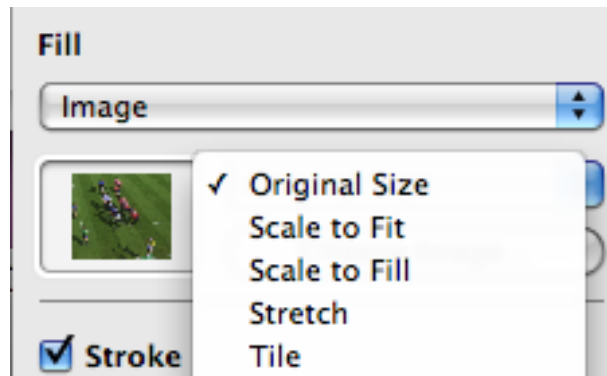 Fill
Image
✓ Original Size
Scale to Fit
Scale to Fill
Stretch
Stroke
Tile